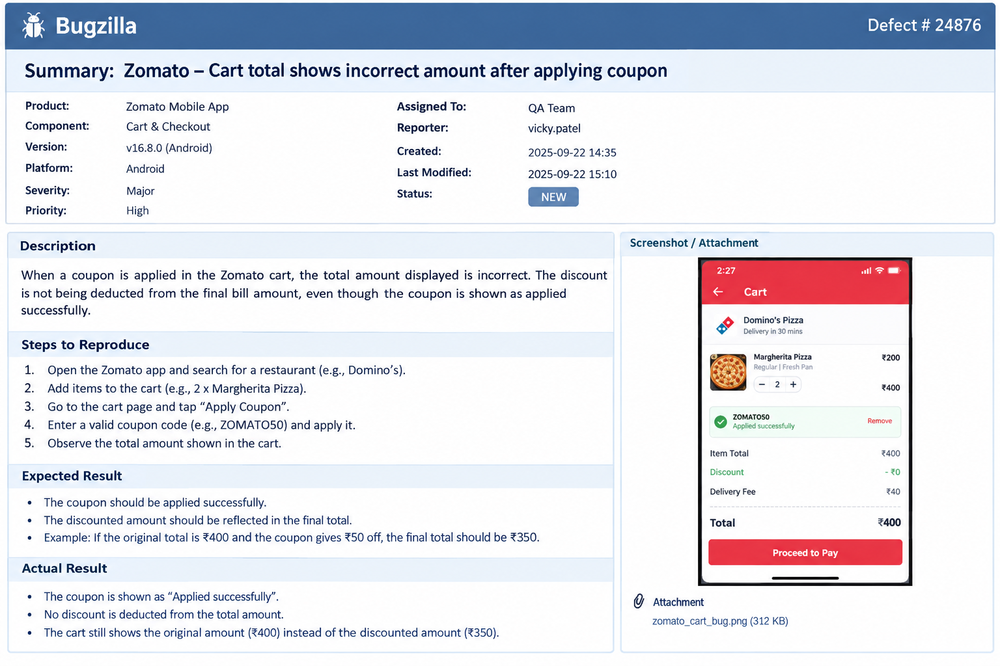 Bugzilla
Defect # 24876
Summary: Zomato – Cart total shows incorrect amount after applying coupon
Product: Zomato Mobile App
Component: Cart & Checkout
Version: v16.8.0 (Android)
Platform: Android
Severity: Major
Priority: High
Assigned To: QA Team
Reporter: vicky.patel
Created: 2025-09-22 14:35
Last Modified: 2025-09-22 15:10
Status: NEW
Description
When a coupon is applied in the Zomato cart, the total amount displayed is incorrect. The discount
is not being deducted from the final bill amount, even though the coupon is shown as applied
successfully.
Steps to Reproduce
1. Open the Zomato app and search for a restaurant (e.g., Domino’s).
2. Add items to the cart (e.g., 2 x Margherita Pizza).
3. Go to the cart page and tap “Apply Coupon”.
4. Enter a valid coupon code (e.g., ZOMATO50) and apply it.
5. Observe the total amount shown in the cart.
Expected Result
• The coupon should be applied successfully.
• The discounted amount should be reflected in the final total.
• Example: If the original total is ₹400 and the coupon gives ₹50 off, the final total should be ₹350.
Actual Result
• The coupon is shown as “Applied successfully”.
• No discount is deducted from the total amount.
• The cart still shows the original amount (₹400) instead of the discounted amount (₹350).
Screenshot / Attachment
2:27
Cart
Domino's Pizza
Delivery in 30 mins
Margherita Pizza ₹200
Regular | Fresh Pan
− 2 + ₹400
ZOMATO50
Applied successfully
Remove
Item Total ₹400
Discount - ₹0
Delivery Fee ₹40
Total ₹400
Proceed to Pay
Attachment
zomato_cart_bug.png (312 KB)